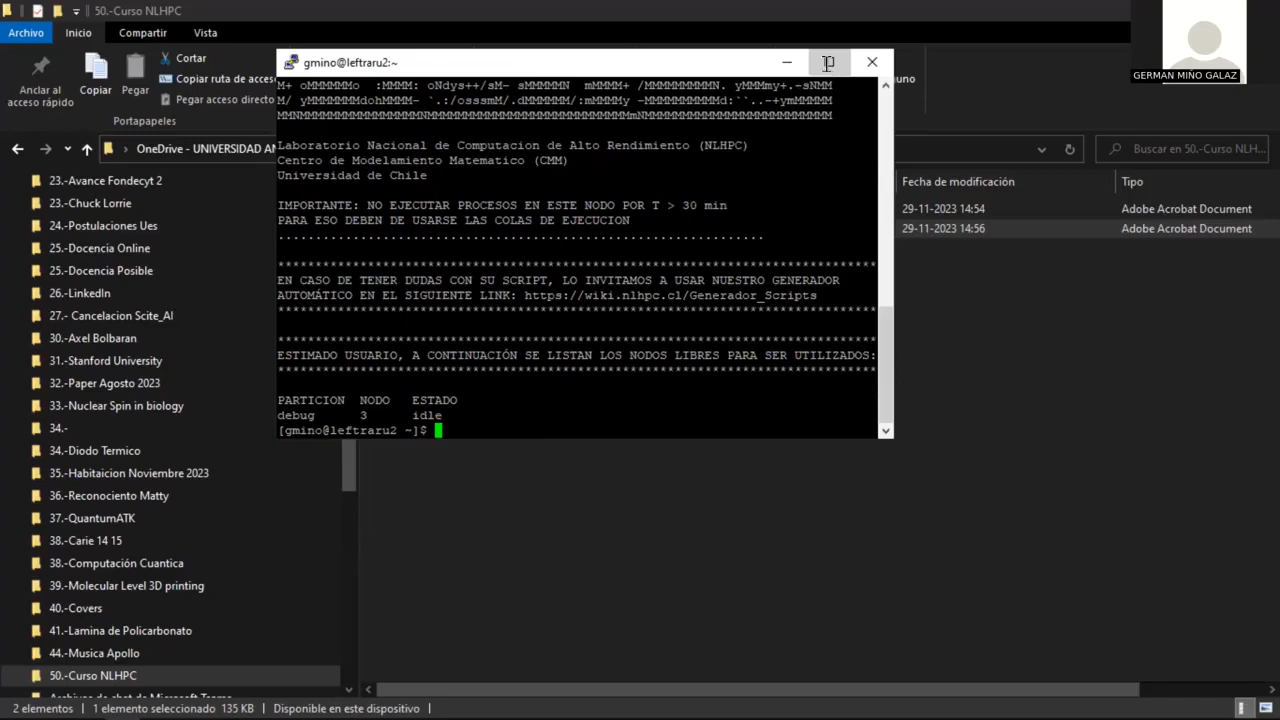 50.-Curso NLHPC
Archivo
Inicio
Compartir
Vista
Anclar al
acceso rápido
Copiar
Pegar
Cortar
Copiar ruta de acces
Pegar acceso directo
Portapapeles
uno
GERMAN MIÑO GALAZ
OneDrive - UNIVERSIDAD AN
Buscar en 50.-Curso NLH...
23.-Avance Fondecyt 2
23.-Chuck Lorrie
24.-Postulaciones Ues
25.-Docencia Online
25.-Docencia Posible
26.-LinkedIn
27.- Cancelacion Scite_AI
30.-Axel Bolbaran
31.-Stanford University
32.-Paper Agosto 2023
33.-Nuclear Spin in biology
34.-
34.-Diodo Termico
35.-Habitaicion Noviembre 2023
36.-Reconociento Matty
37.-QuantumATK
38.-Carie 14 15
38.-Computación Cuantica
39.-Molecular Level 3D printing
40.-Covers
41.-Lamina de Policarbonato
44.-Musica Apollo
50.-Curso NLHPC
Archivos de chat de Microsoft Teams
gmino@leftraru2:~
Laboratorio Nacional de Computacion de Alto Rendimiento (NLHPC)
Centro de Modelamiento Matematico (CMM)
Universidad de Chile
IMPORTANTE: NO EJECUTAR PROCESOS EN ESTE NODO POR T > 30 min
PARA ESO DEBEN DE USARSE LAS COLAS DE EJECUCION
EN CASO DE TENER DUDAS CON SU SCRIPT, LO INVITAMOS A USAR NUESTRO GENERADOR
AUTOMÁTICO EN EL SIGUIENTE LINK: https://wiki.nlhpc.cl/Generador_Scripts
ESTIMADO USUARIO, A CONTINUACIÓN SE LISTAN LOS NODOS LIBRES PARA SER UTILIZADOS:
PARTICION NODO ESTADO
debug 3 idle
[gmino@leftraru2 ~]$
Fecha de modificación Tipo
29-11-2023 14:54 Adobe Acrobat Document
29-11-2023 14:56 Adobe Acrobat Document
2 elementos 1 elemento seleccionado 135 KB Disponible en este dispositivo